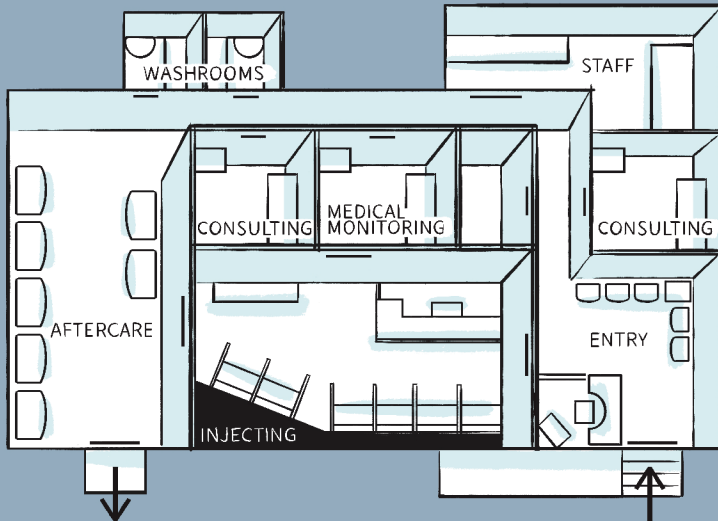 WASHROOMS
STAFF
CONSULTING
MEDICAL
MONITORING
CONSULTING
AFTERCARE
ENTRY
INJECTING